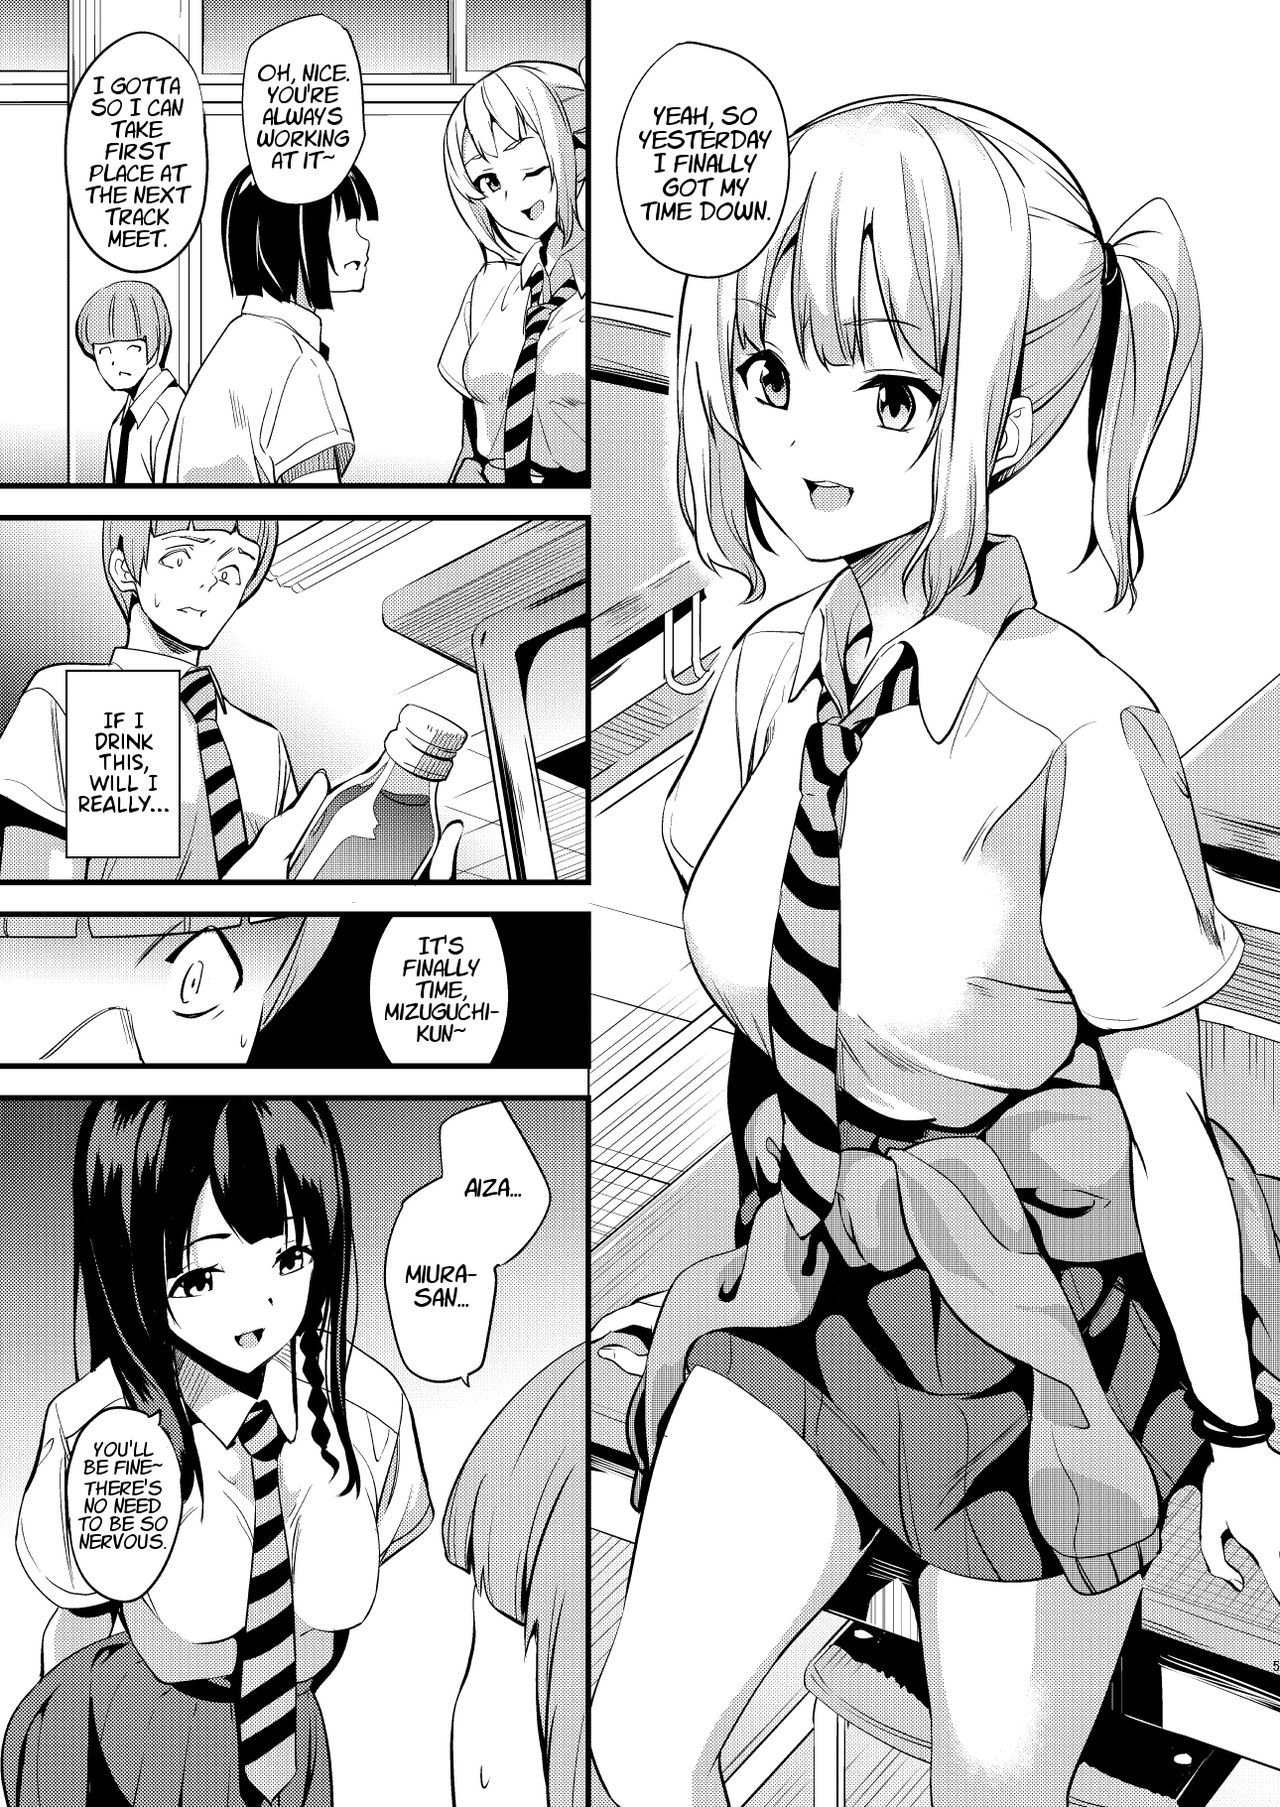 YEAH, SO
YESTERDAY
I FINALLY
GOT MY
TIME DOWN.
OH, NICE.
YOU'RE
ALWAYS
WORKING
AT IT~
I GOTTA
SO I CAN
TAKE
FIRST
PLACE AT
THE NEXT
TRACK
MEET.
IF I
DRINK
THIS,
WILL I
REALLY...
IT'S
FINALLY
TIME,
MIZUGUCHI-
KUN~
AIZA...
MIURA-
SAN...
YOU'LL
BE FINE~
THERE'S
NO NEED
TO BE SO
NERVOUS.
5